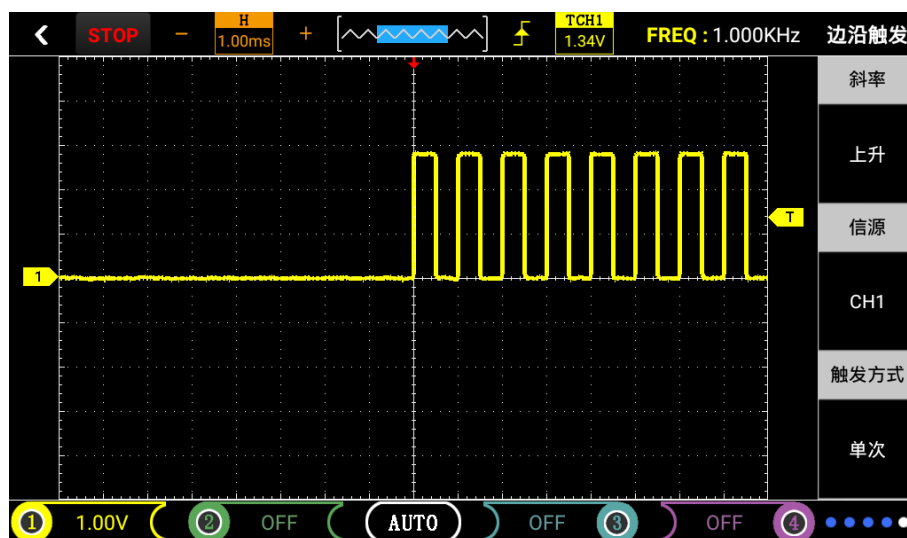 STOP
H
1.00ms
TCH1
1.34V
FREQ : 1.000KHz
边沿触发
斜率
上升
T
信源
1
CH1
触发方式
单次
1
1.00V
2
OFF
AUTO
OFF
3
OFF
4